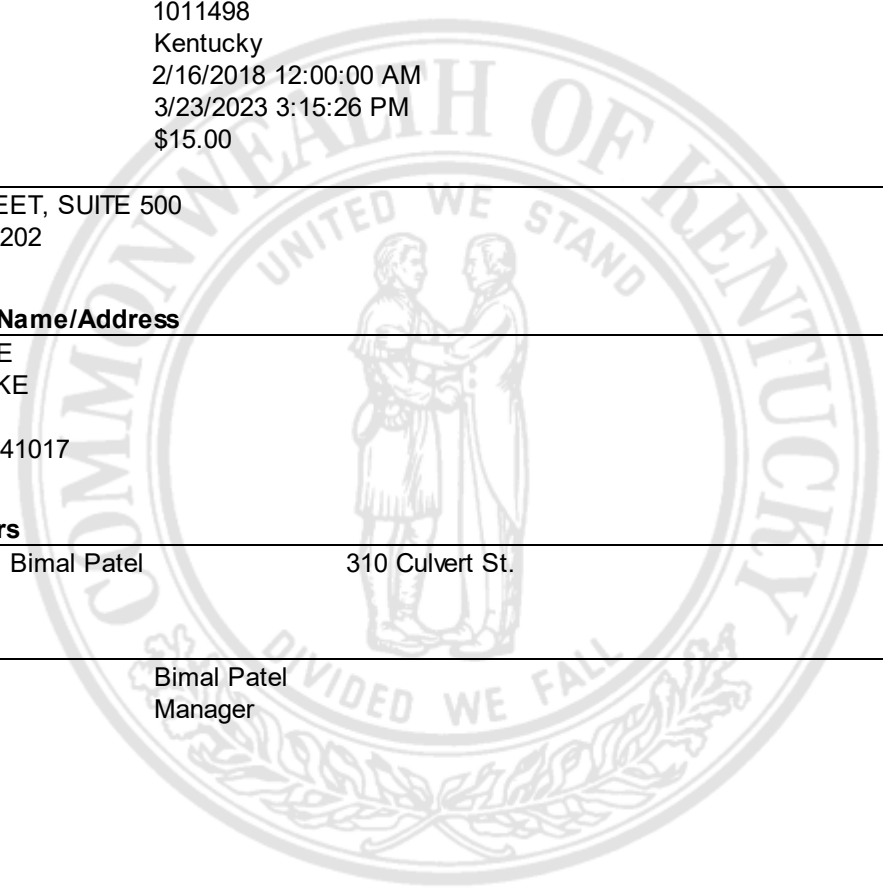 1011498
Kentucky
2/16/2018 12:00:00 AM
3/23/2023 3:15:26 PM
$15.00
EET, SUITE 500
202
Name/Address
E
KE
41017
rs
Bimal Patel 310 Culvert St.
Bimal Patel
Manager
COMMONWEALTH OF KENTUCKY
UNITED WE STAND
DIVIDED WE FALL